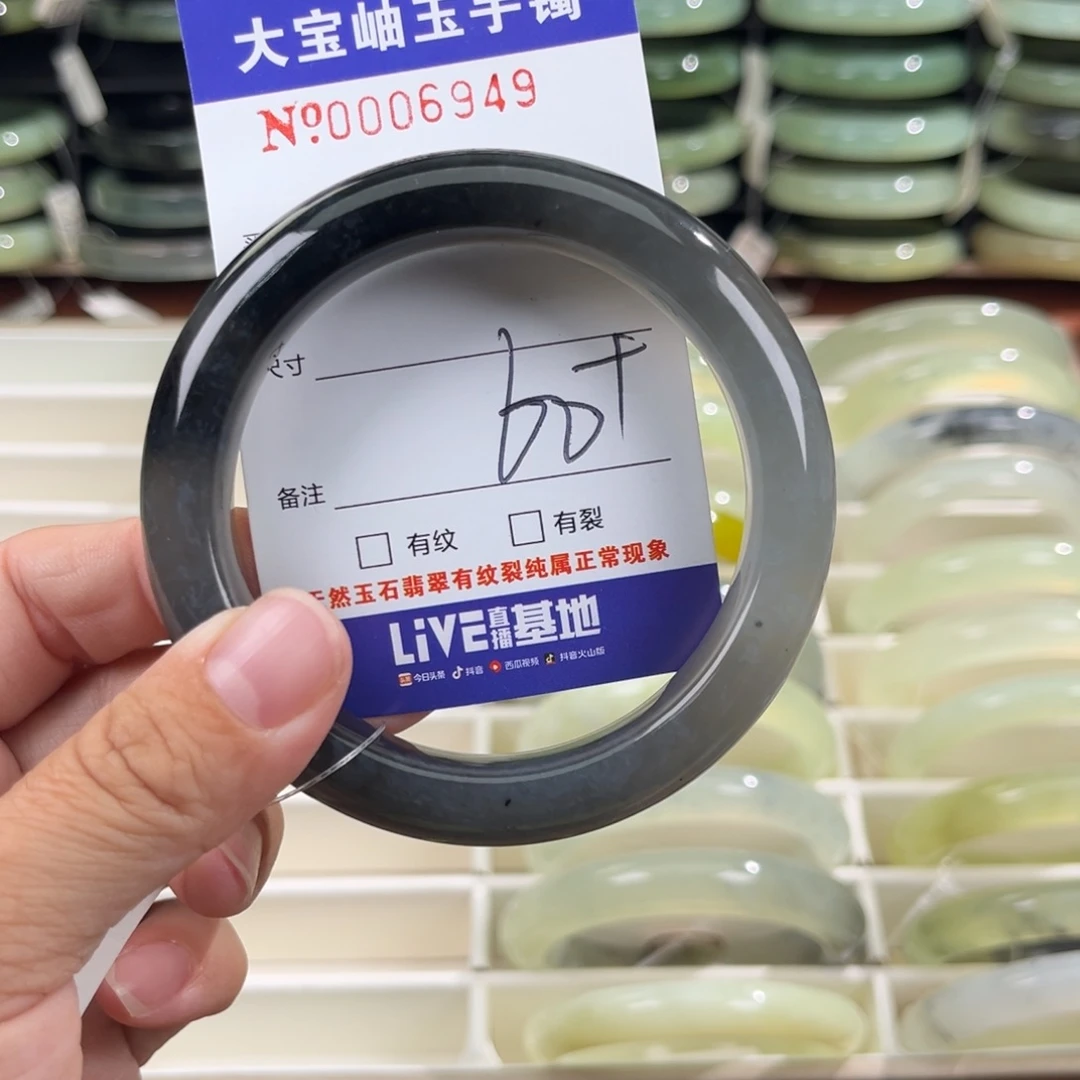 大宝岫玉手镯
Nº0006949
尺寸
60+
备注
□ 有纹 □ 有裂
天然玉石翡翠有纹裂纯属正常现象
LiVE直播基地
头条 今日头条 抖音 西瓜视频 抖音火山版